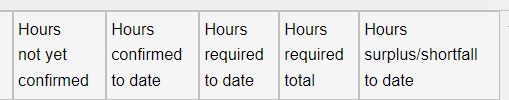 Hours
not yet
confirmed
Hours
confirmed
to date
Hours
required
to date
Hours
required
total
Hours
surplus/shortfall
to date